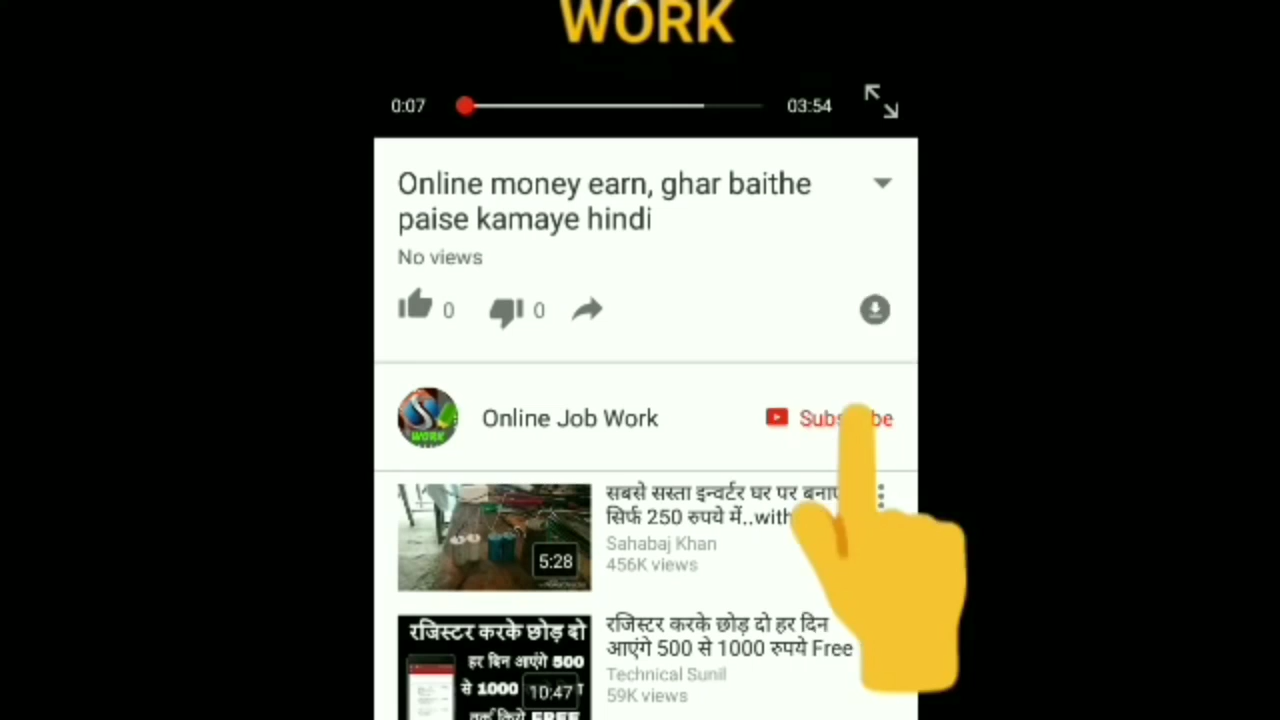 WORK
0:07 03:54
Online money earn, ghar baithe
paise kamaye hindi
No views
0 0
WORK
Online Job Work Subscribe
सबसे सस्ता इन्वर्टर घर पर
सिर्फ 250 रुपये में..with
Sahabaj Khan
456K views
5:28
रजिस्टर करके छोड़ दो हर दिन
आएंगे 500 से 1000 रुपये Free
Technical Sunil
59K views
रजिस्टर करके छोड़ दो
हर दिन आएंगे 500
से 1000
10:47
FREE